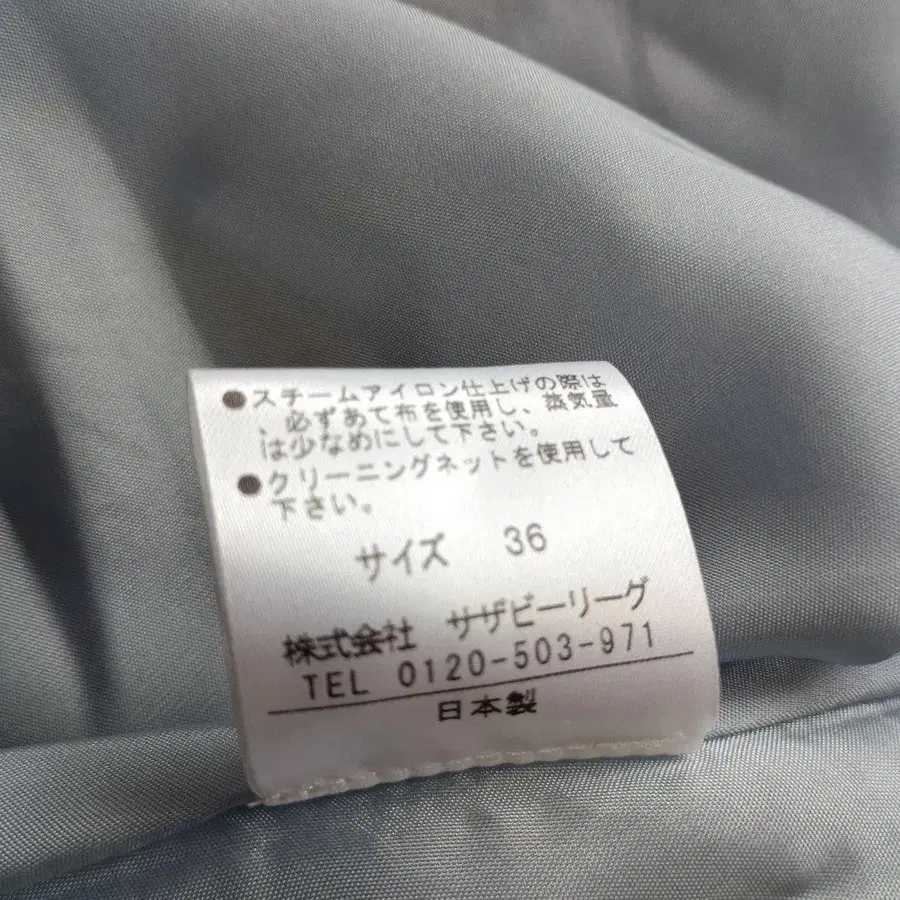 ●スチームアイロン仕上げの際は
、必ずあて布を使用し、蒸気量
は少なめにして下さい。
●クリーニングネットを使用して
下さい。
サイズ 36
株式会社 サザビーリーグ
TEL 0120-503-971
日本製